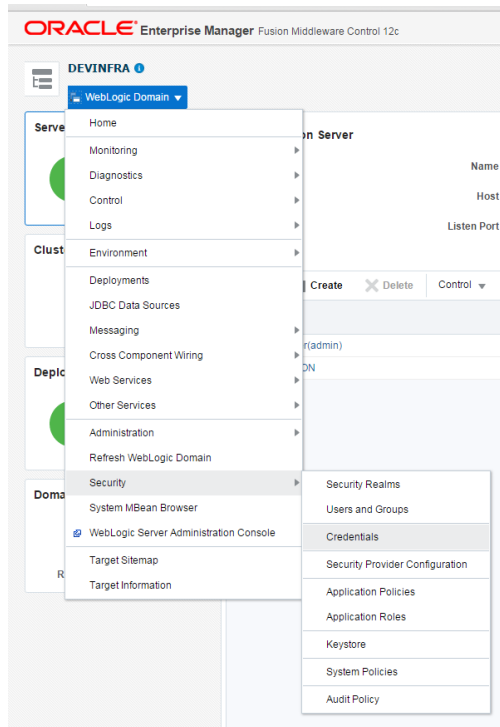 ORACLE Enterprise Manager Fusion Middleware Control 12c
DEVINFRA
WebLogic Domain
Serve
on Server
Home
Monitoring
Diagnostics
Control
Logs
Name
Host
Listen Port
Clust
Environment
Deployments
JDBC Data Sources
Messaging
Cross Component Wiring
Web Services
Other Services
Create
Delete
Control
r(admin)
ON
Deplo
Administration
Refresh WebLogic Domain
Security
System MBean Browser
WebLogic Server Administration Console
Target Sitemap
Target Information
Doma
R
Security Realms
Users and Groups
Credentials
Security Provider Configuration
Application Policies
Application Roles
Keystore
System Policies
Audit Policy